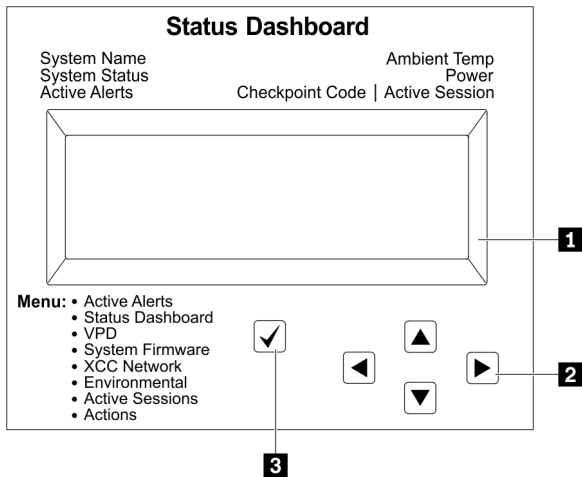 Status Dashboard
System Name
System Status
Active Alerts
Ambient Temp
Power
Checkpoint Code | Active Session
1
Menu: • Active Alerts
• Status Dashboard
• VPD
• System Firmware
• XCC Network
• Environmental
• Active Sessions
• Actions
2
3